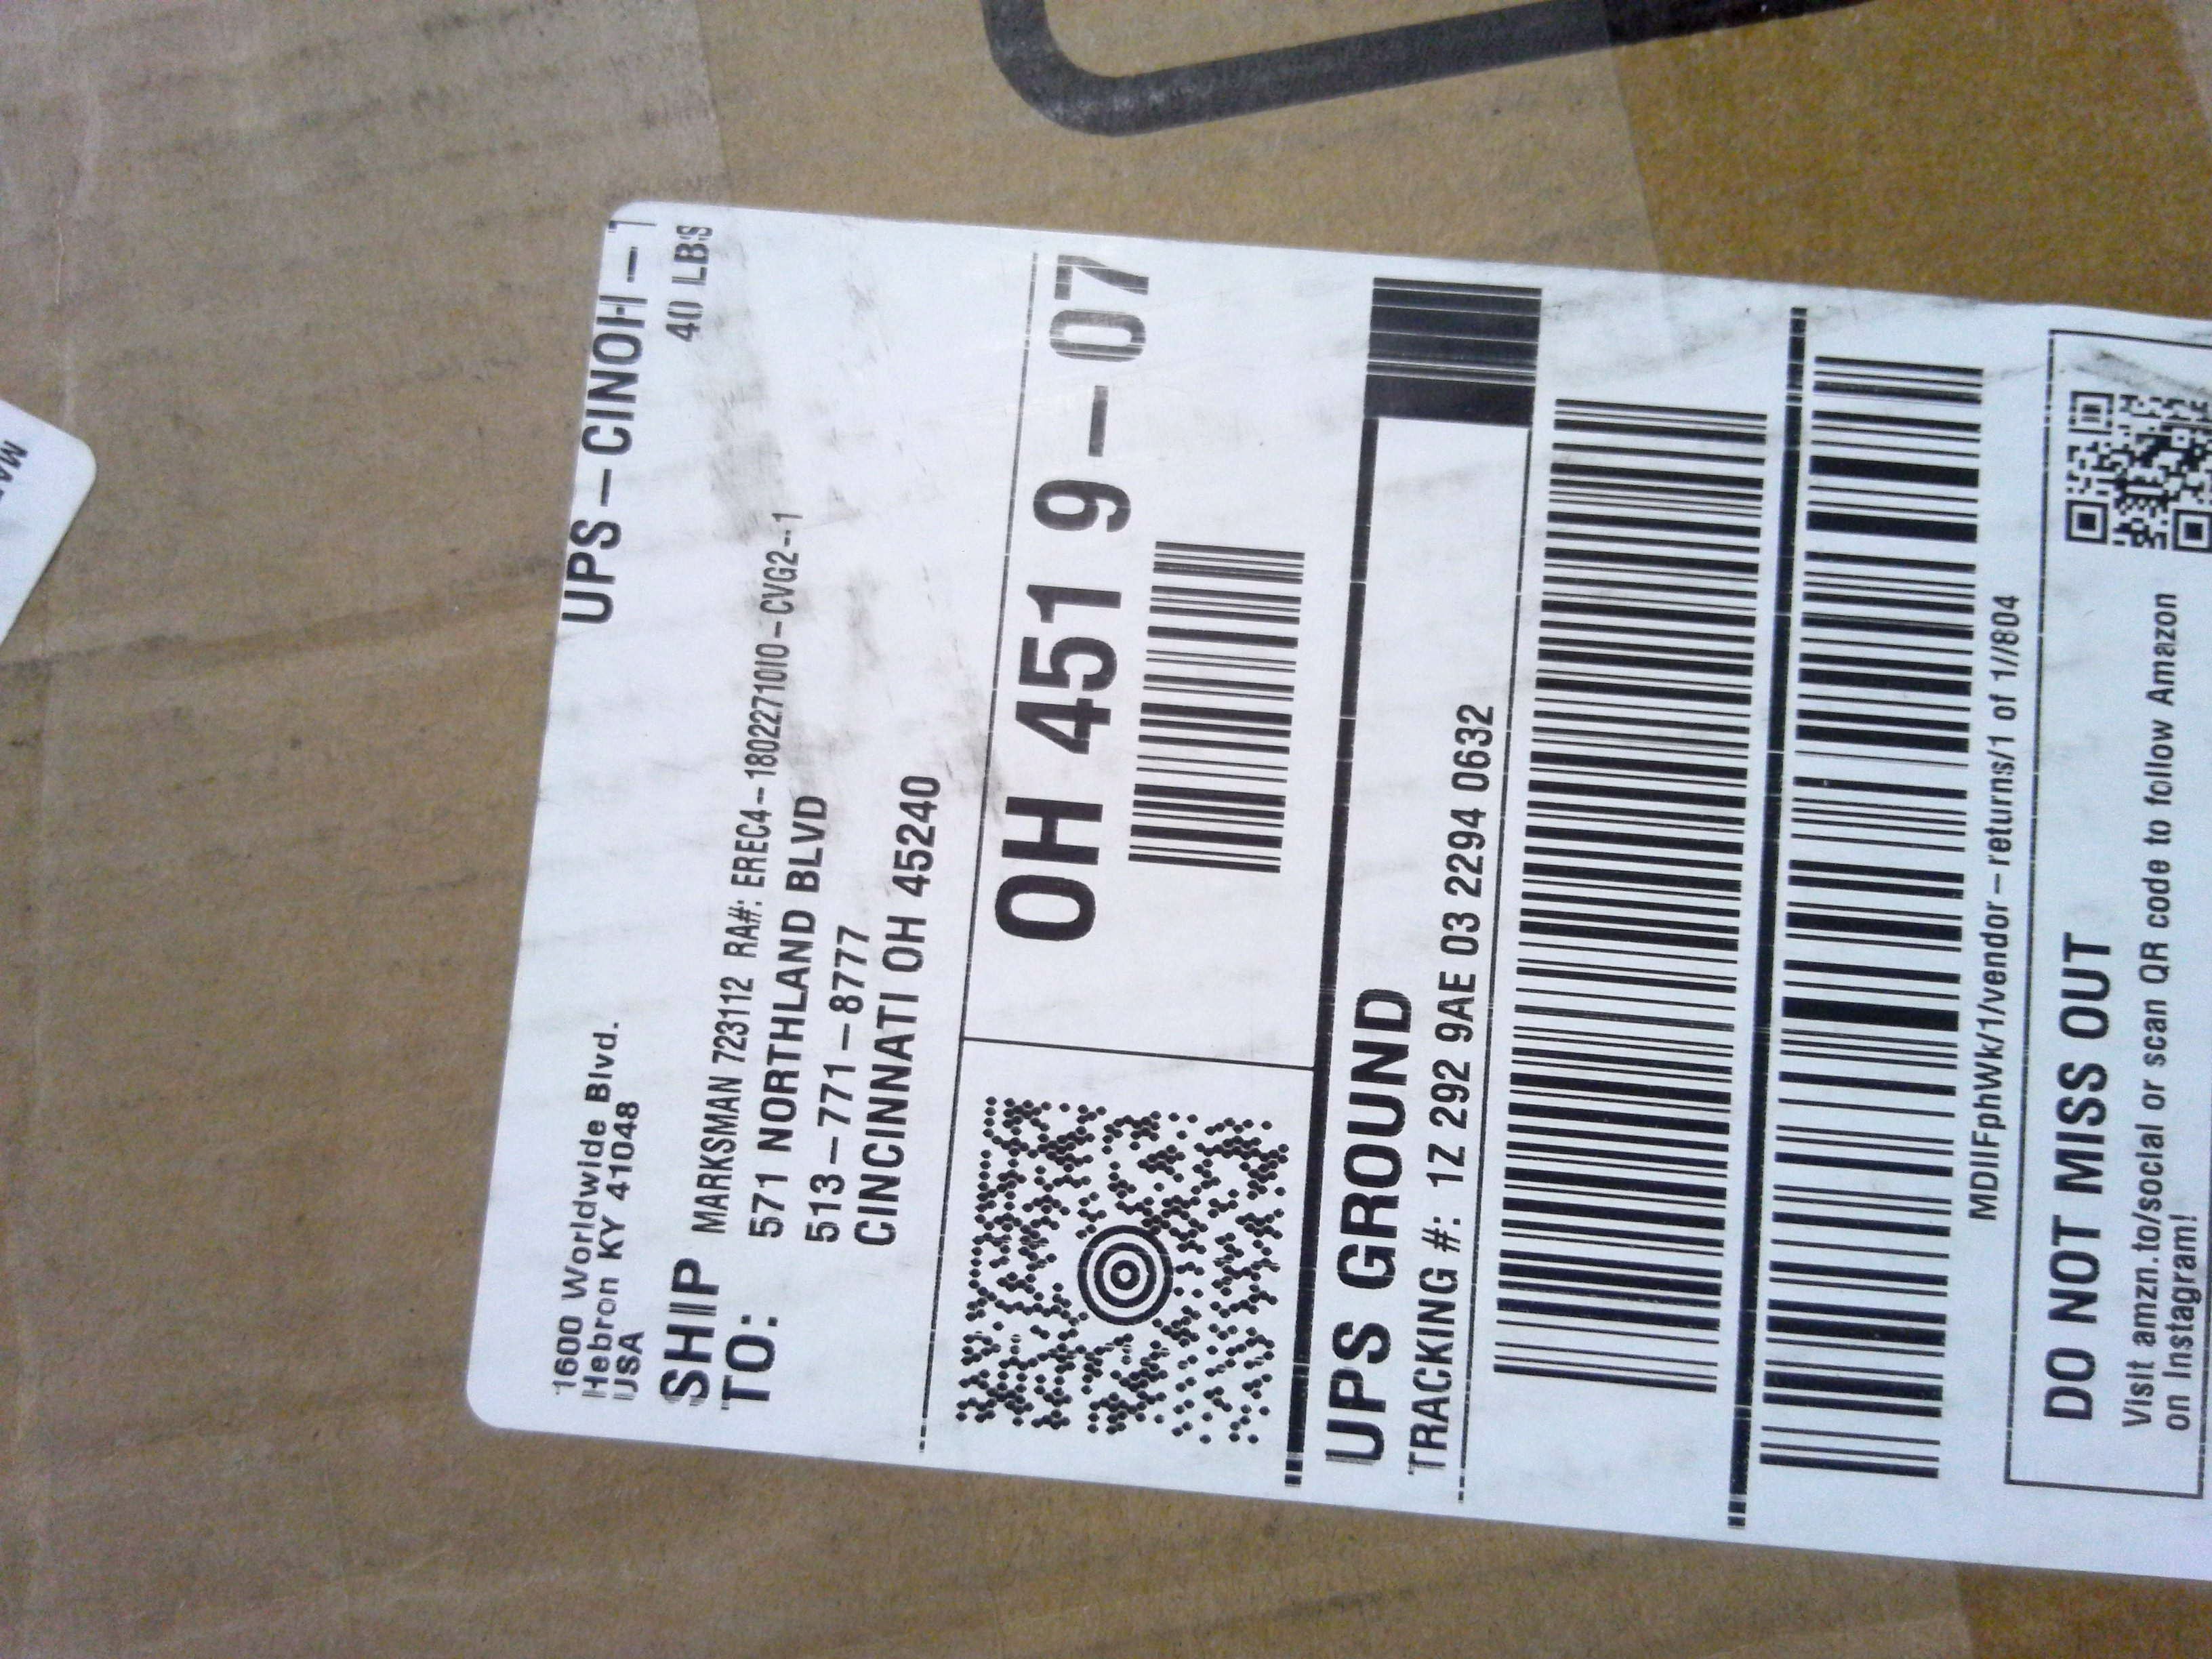 UPS-CINOH-1
1600 Worldwide Blvd.
Hebron KY 41048
USA
40 LBS
SHIP
TO:
MARKSMAN 723112 RA#: EREC4-1802271010-CVG2--1
571 NORTHLAND BLVD
513-771-8777
CINCINNATI OH 45240
OH 451 9-07
UPS GROUND
TRACKING #: 1Z 292 9AE 03 2294 0632
MDIIFphWk/1/vendor-returns/1 of 1//804
DO NOT MISS OUT
Visit amzn.to/social or scan QR code to follow Amazon
on Instagram!